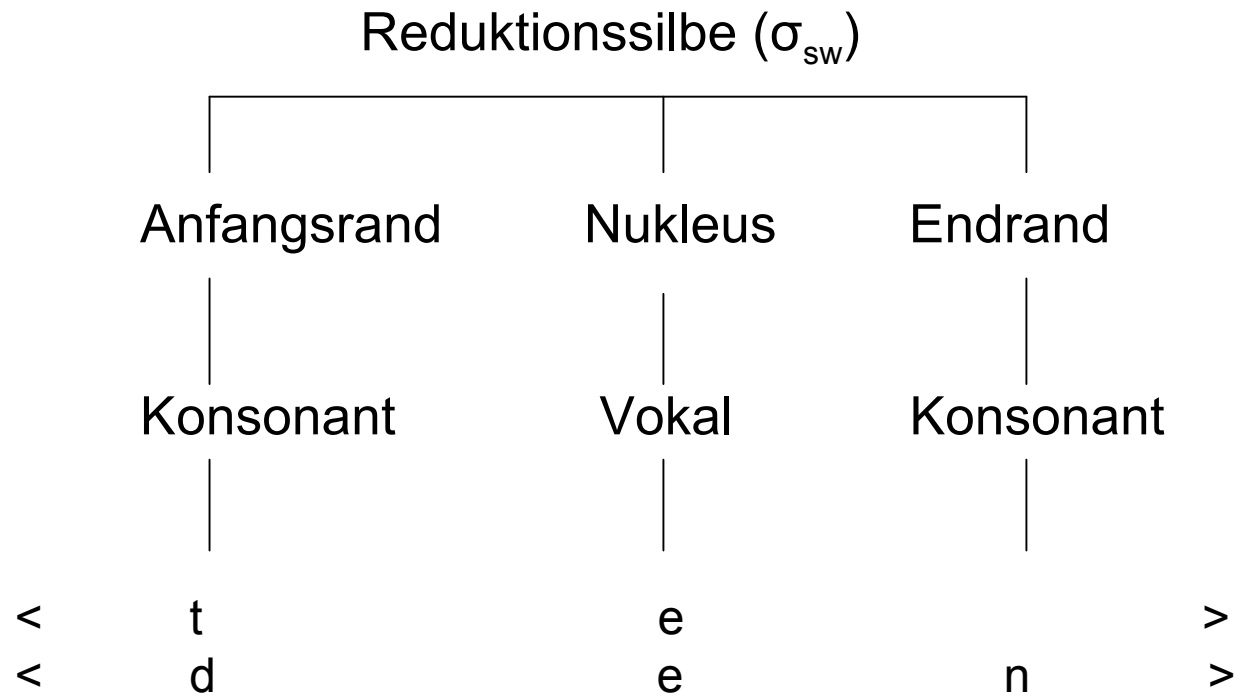 Reduktionssilbe (σsw)
Anfangsrand Nukleus Endrand
Konsonant Vokal Konsonant
< t e >
< d e n >